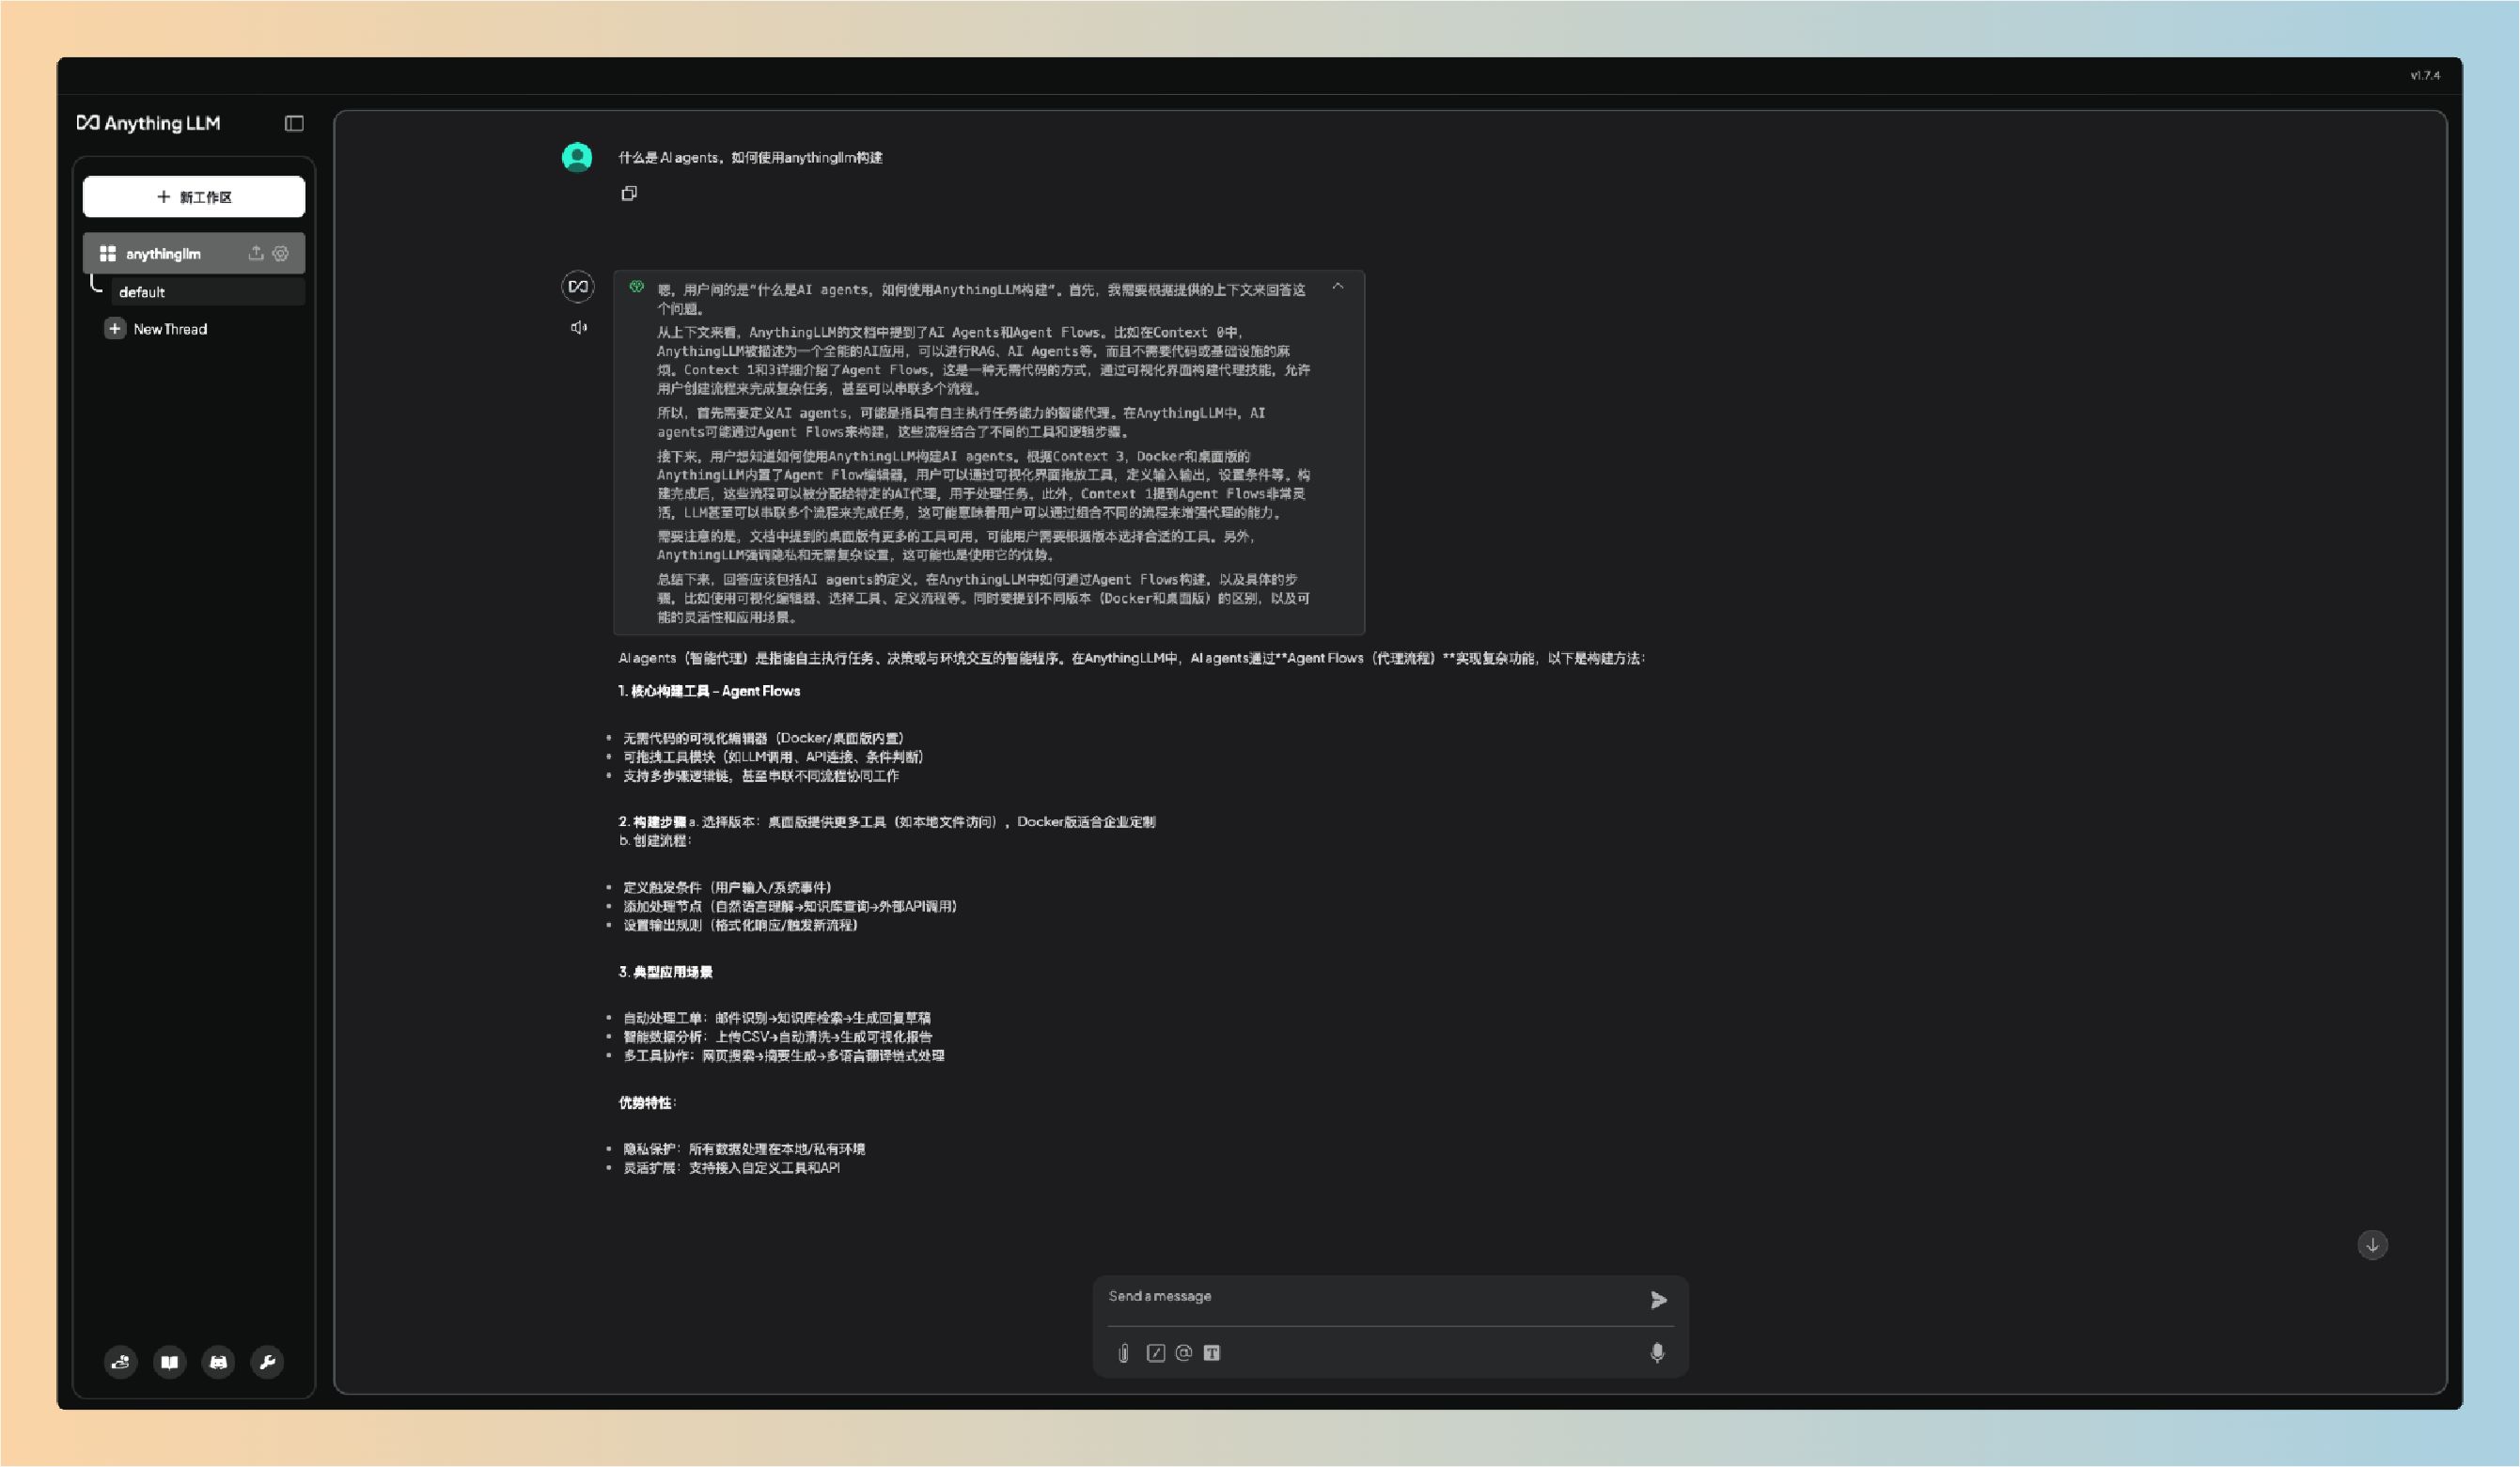 v1.7.4
Anything LLM
新工作区
anythingllm
default
New Thread
什么是 AI agents，如何使用anythingllm构建
嗯，用户问的是“什么是AI agents，如何使用AnythingLLM构建”。首先，我需要根据提供的上下文来回答这
个问题。
从上下文来看，AnythingLLM的文档中提到了AI Agents和Agent Flows。比如在Context 0中，
AnythingLLM被描述为一个全能的AI应用，可以进行RAG、AI Agents等，而且不需要代码或基础设施的麻
烦。Context 1和3详细介绍了Agent Flows，这是一种无需代码的方式，通过可视化界面构建代理技能，允许
用户创建流程来完成复杂任务，甚至可以串联多个流程。
所以，首先需要定义AI agents，可能是指具有自主执行任务能力的智能代理。在AnythingLLM中，AI
agents可能通过Agent Flows来构建，这些流程结合了不同的工具和逻辑步骤。
接下来，用户想知道如何使用AnythingLLM构建AI agents。根据Context 3，Docker和桌面版的
AnythingLLM内置了Agent Flow编辑器，用户可以通过可视化界面拖放工具，定义输入输出，设置条件等。构
建完成后，这些流程可以被分配给特定的AI代理，用于处理任务。此外，Context 1提到Agent Flows非常灵
活，LLM甚至可以串联多个流程来完成任务，这可能意味着用户可以通过组合不同的流程来增强代理的能力。
需要注意的是，文档中提到的桌面版有更多的工具可用，可能用户需要根据版本选择合适的工具。另外，
AnythingLLM强调隐私和无需复杂设置，这可能也是使用它的优势。
总结下来，回答应该包括AI agents的定义，在AnythingLLM中如何通过Agent Flows构建，以及具体的步
骤，比如使用可视化编辑器、选择工具、定义流程等。同时要提到不同版本（Docker和桌面版）的区别，以及可
能的灵活性和应用场景。
AI agents（智能代理）是指能自主执行任务、决策或与环境交互的智能程序。在AnythingLLM中，AI agents通过**Agent Flows（代理流程）**实现复杂功能，以下是构建方法：
1. 核心构建工具 – Agent Flows
• 无需代码的可视化编辑器（Docker/桌面版内置）
• 可拖拽工具模块（如LLM调用、API连接、条件判断）
• 支持多步骤逻辑链，甚至串联不同流程协同工作
2. 构建步骤 a. 选择版本：桌面版提供更多工具（如本地文件访问），Docker版适合企业定制
b. 创建流程：
• 定义触发条件（用户输入/系统事件）
• 添加处理节点（自然语言理解→知识库查询→外部API调用）
• 设置输出规则（格式化响应/触发新流程）
3. 典型应用场景
• 自动处理工单：邮件识别→知识库检索→生成回复草稿
• 智能数据分析：上传CSV→自动清洗→生成可视化报告
• 多工具协作：网页搜索→摘要生成→多语言翻译链式处理
优势特性：
• 隐私保护：所有数据处理在本地/私有环境
• 灵活扩展：支持接入自定义工具和API
Send a message